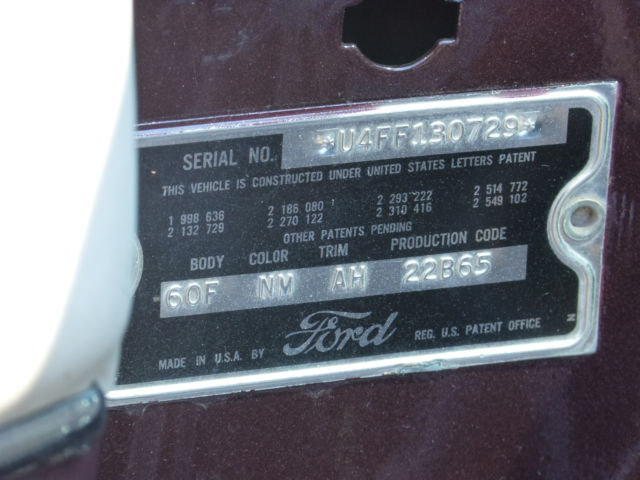 SERIAL NO. *U4FF130729*
THIS VEHICLE IS CONSTRUCTED UNDER UNITED STATES LETTERS PATENT
1 998 636 2 186 080 2 293 222 2 514 772
2 132 729 2 270 122 2 310 416 2 549 102
OTHER PATENTS PENDING
BODY COLOR TRIM PRODUCTION CODE
60F NM AH 22B65
MADE IN U.S.A. BY Ford REG. U.S. PATENT OFFICE
N